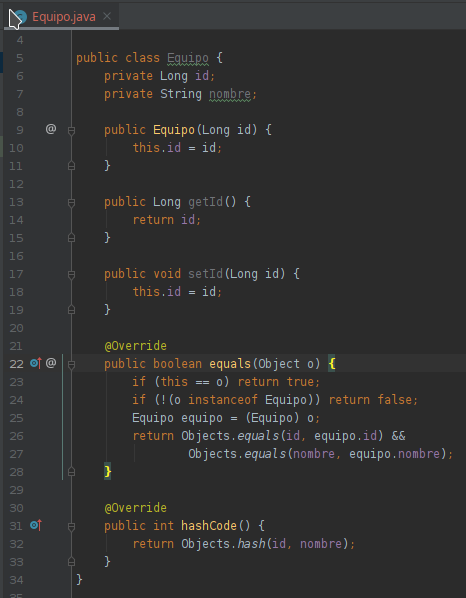 Equipo.java
4
5 public class Equipo {
6 private Long id;
7 private String nombre;
8
9 @ public Equipo(Long id) {
10 this.id = id;
11 }
12
13 public Long getId() {
14 return id;
15 }
16
17 public void setId(Long id) {
18 this.id = id;
19 }
20
21 @Override
22 @ public boolean equals(Object o) {
23 if (this == o) return true;
24 if (!(o instanceof Equipo)) return false;
25 Equipo equipo = (Equipo) o;
26 return Objects.equals(id, equipo.id) &&
27 Objects.equals(nombre, equipo.nombre);
28 }
29
30 @Override
31 public int hashCode() {
32 return Objects.hash(id, nombre);
33 }
34 }